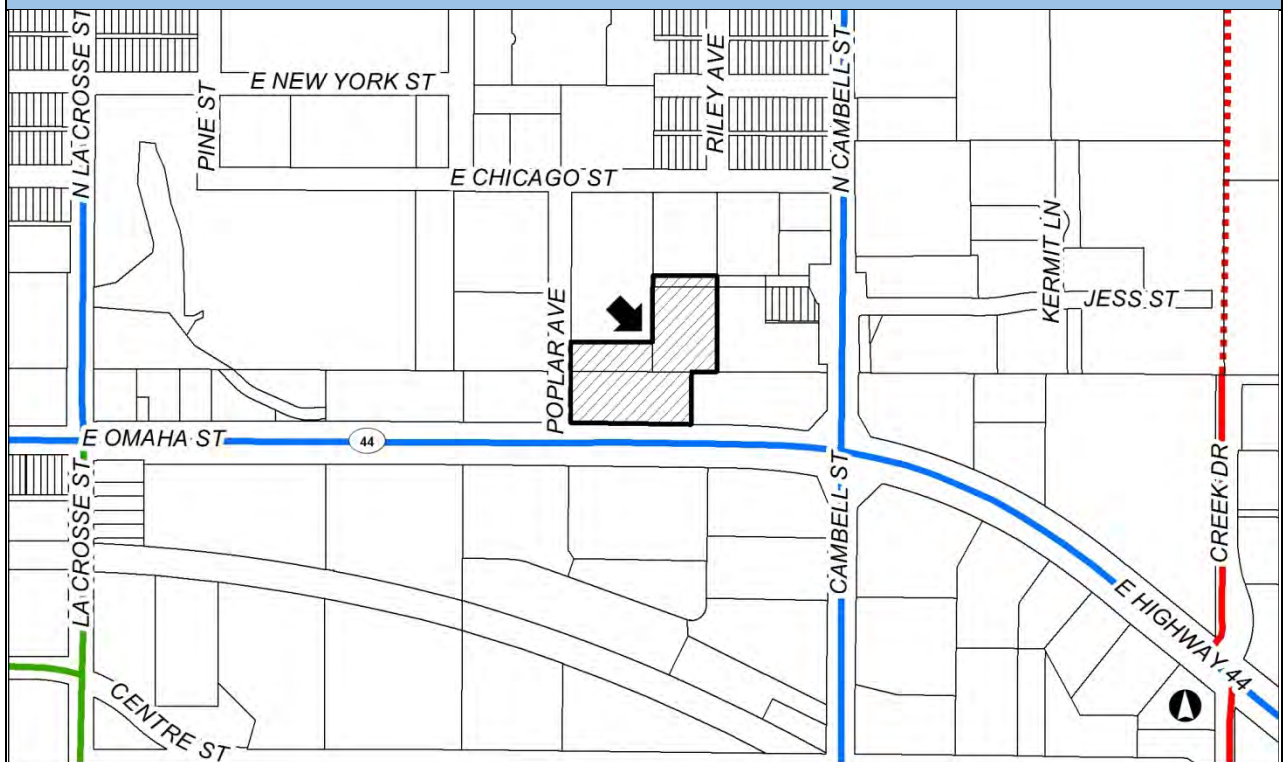 N LA CROSSE ST
PINE ST
E NEW YORK ST
RILEY AVE
N CAMBELL ST
E CHICAGO ST
KERMIT LN
JESS ST
POPLAR AVE
E OMAHA ST
44
LA CROSSE ST
CAMBELL ST
CREEK DR
E HIGHWAY 44
CENTRE ST